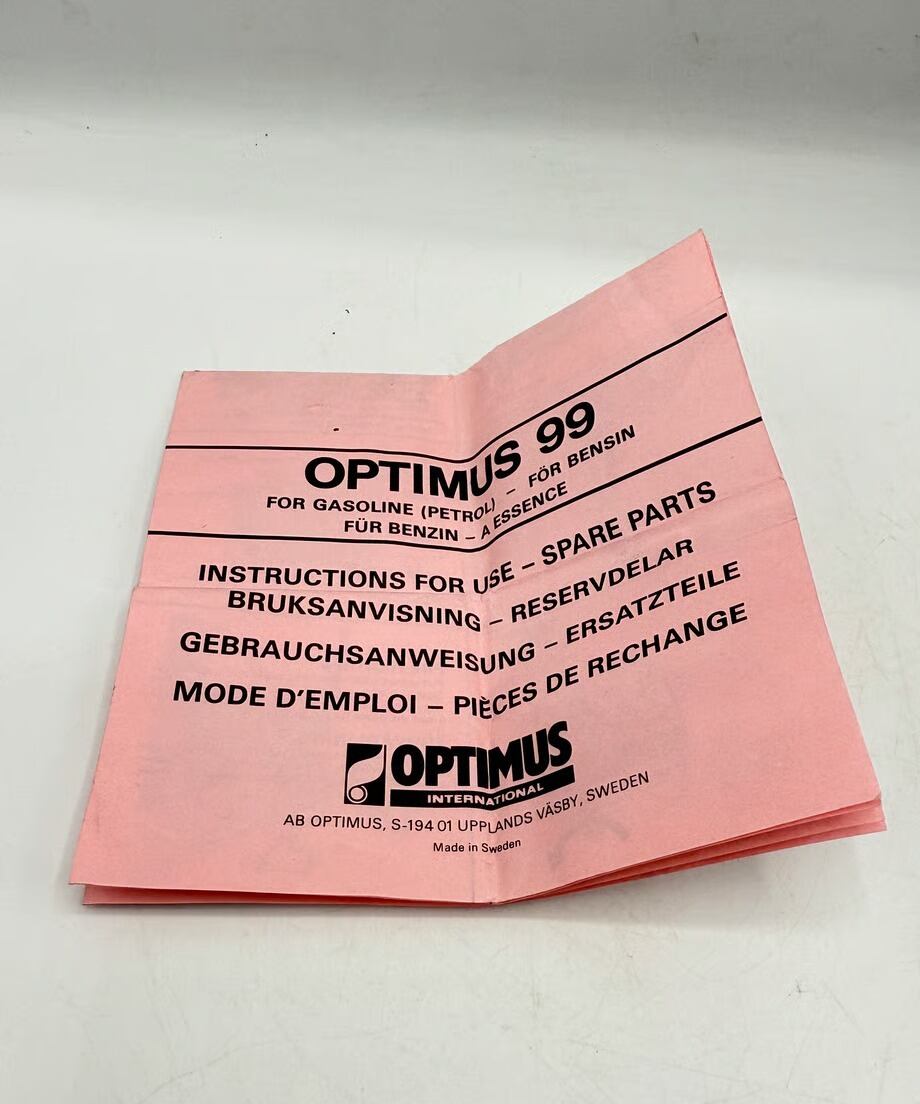 OPTIMUS 99
FOR GASOLINE (PETROL) – FÖR BENSIN
FÜR BENZIN – A ESSENCE
INSTRUCTIONS FOR USE – SPARE PARTS
BRUKSANVISNING – RESERVDELAR
GEBRAUCHSANWEISUNG – ERSATZTEILE
MODE D'EMPLOI – PIÈCES DE RECHANGE
OPTIMUS
INTERNATIONAL
AB OPTIMUS, S-194 01 UPPLANDS VÄSBY, SWEDEN
Made in Sweden